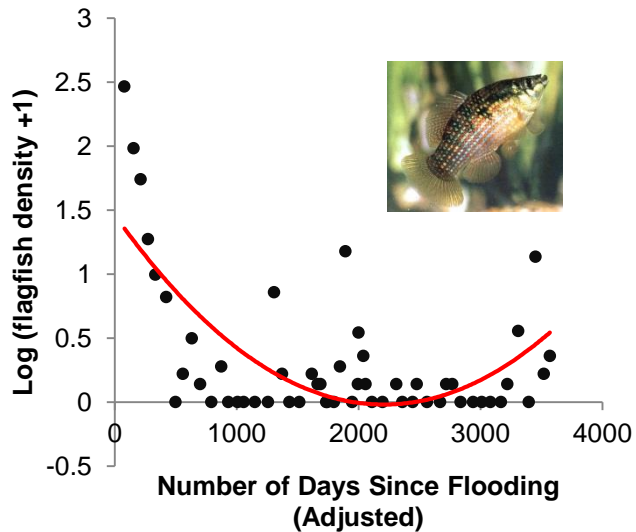 3
2.5
2
1.5
1
0.5
0
-0.5
Log (flagfish density +1)
0 1000 2000 3000 4000
Number of Days Since Flooding
(Adjusted)